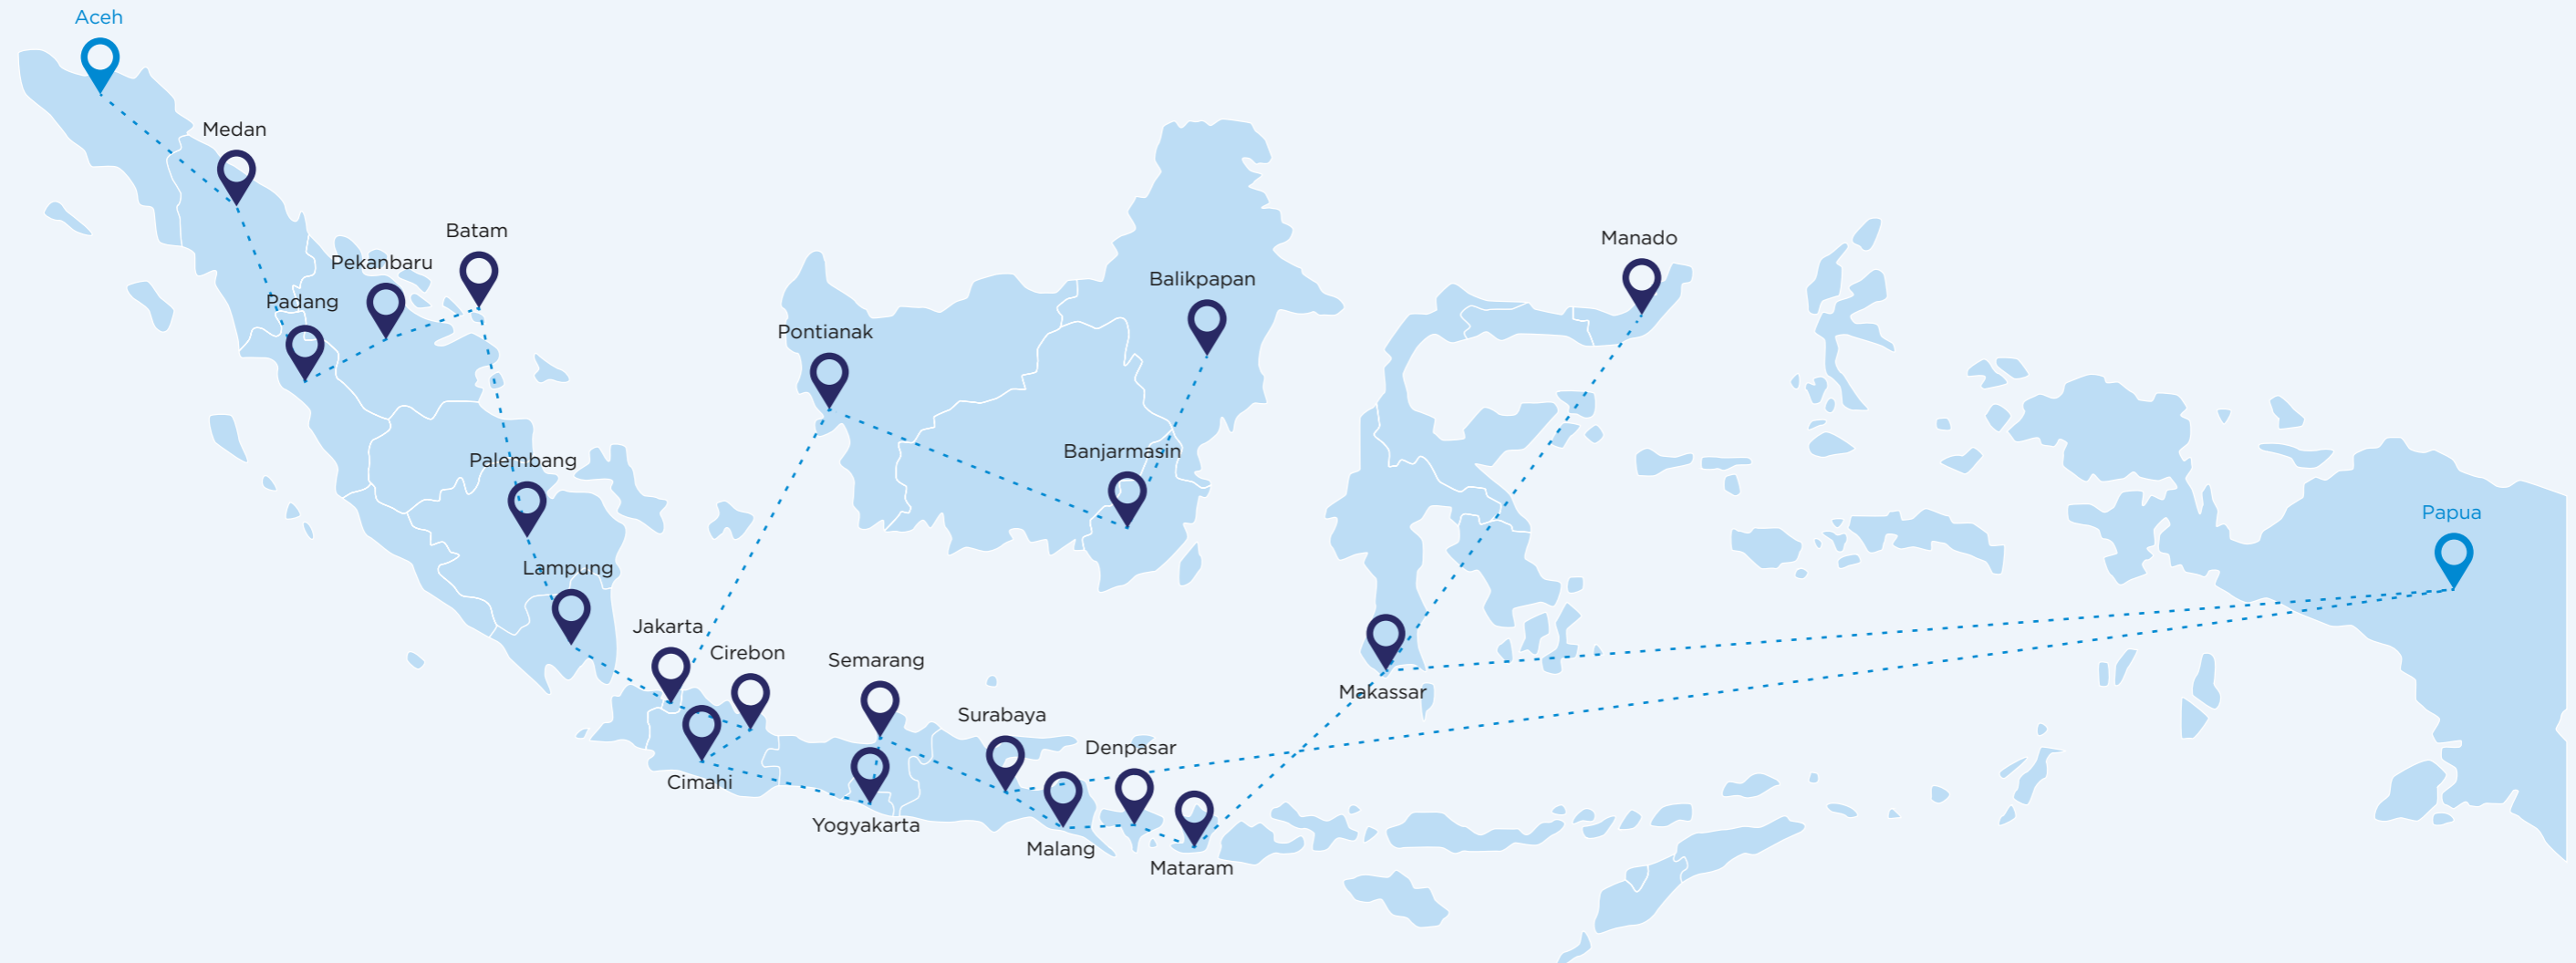 Aceh
Medan
Batam
Pekanbaru
Padang
Manado
Balikpapan
Pontianak
Banjarmasin
Palembang
Papua
Lampung
Jakarta
Cirebon
Semarang
Makassar
Surabaya
Denpasar
Cimahi
Yogyakarta
Malang
Mataram